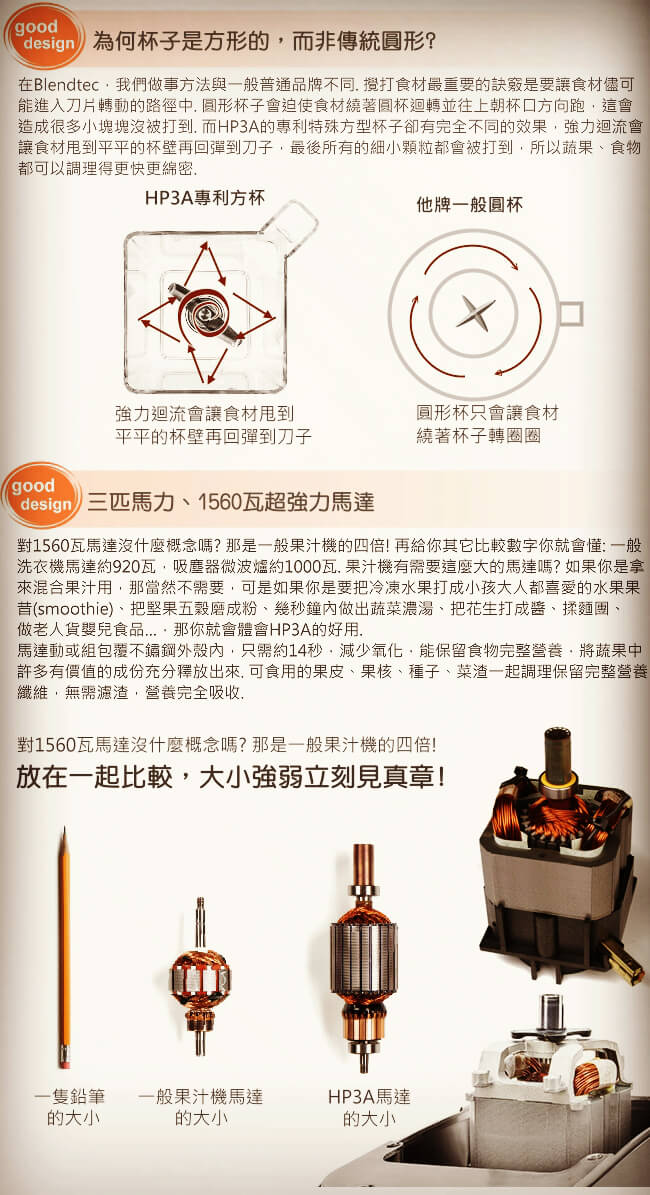 good
design
為何杯子是方形的，而非傳統圓形?
在Blendtec，我們做事方法與一般普通品牌不同. 攪打食材最重要的訣竅是要讓食材儘可
能進入刀片轉動的路徑中. 圓形杯子會迫使食材繞著圓杯迴轉並往上朝杯口方向跑，這會
造成很多小塊塊沒被打到. 而HP3A的專利特殊方型杯子卻有完全不同的效果，強力迴流會
讓食材甩到平平的杯壁再回彈到刀子，最後所有的細小顆粒都會被打到，所以蔬果、食物
都可以調理得更快更綿密.
HP3A專利方杯
他牌一般圓杯
強力迴流會讓食材甩到
平平的杯壁再回彈到刀子
圓形杯只會讓食材
繞著杯子轉圈圈
good
design
三匹馬力、1560瓦超強力馬達
對1560瓦馬達沒什麼概念嗎? 那是一般果汁機的四倍! 再給你其它比較數字你就會懂: 一般
洗衣機馬達約920瓦，吸塵器微波爐約1000瓦. 果汁機有需要這麼大的馬達嗎? 如果你是拿
來混合果汁用，那當然不需要，可是如果你是要把冷凍水果打成小孩大人都喜愛的水果果
昔(smoothie)、把堅果五穀磨成粉、幾秒鐘內做出蔬菜濃湯、把花生打成醬、揉麵團、
做老人貨嬰兒食品...，那你就會體會HP3A的好用.
馬達動或組包覆不鏽鋼外殼內，只需約14秒，減少氧化，能保留食物完整營養，將蔬果中
許多有價值的成份充分釋放出來. 可食用的果皮、果核、種子、菜渣一起調理保留完整營養
纖維，無需濾渣，營養完全吸收.
對1560瓦馬達沒什麼概念嗎? 那是一般果汁機的四倍!
放在一起比較，大小強弱立刻見真章!
一隻鉛筆
的大小
一般果汁機馬達
的大小
HP3A馬達
的大小